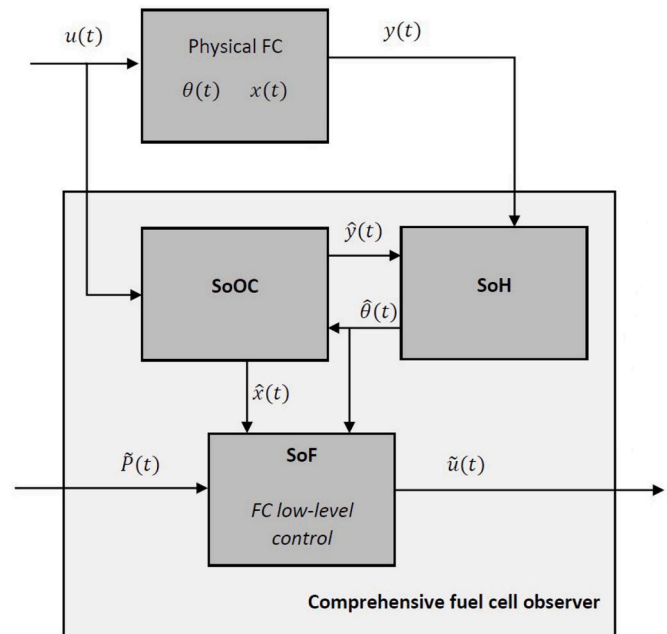 u(t)
Physical FC
y(t)
θ(t) x(t)
SoOC
ŷ(t)
SoH
θ̂(t)
x̂(t)
SoF
P̃(t)
ũ(t)
FC low-level
control
Comprehensive fuel cell observer